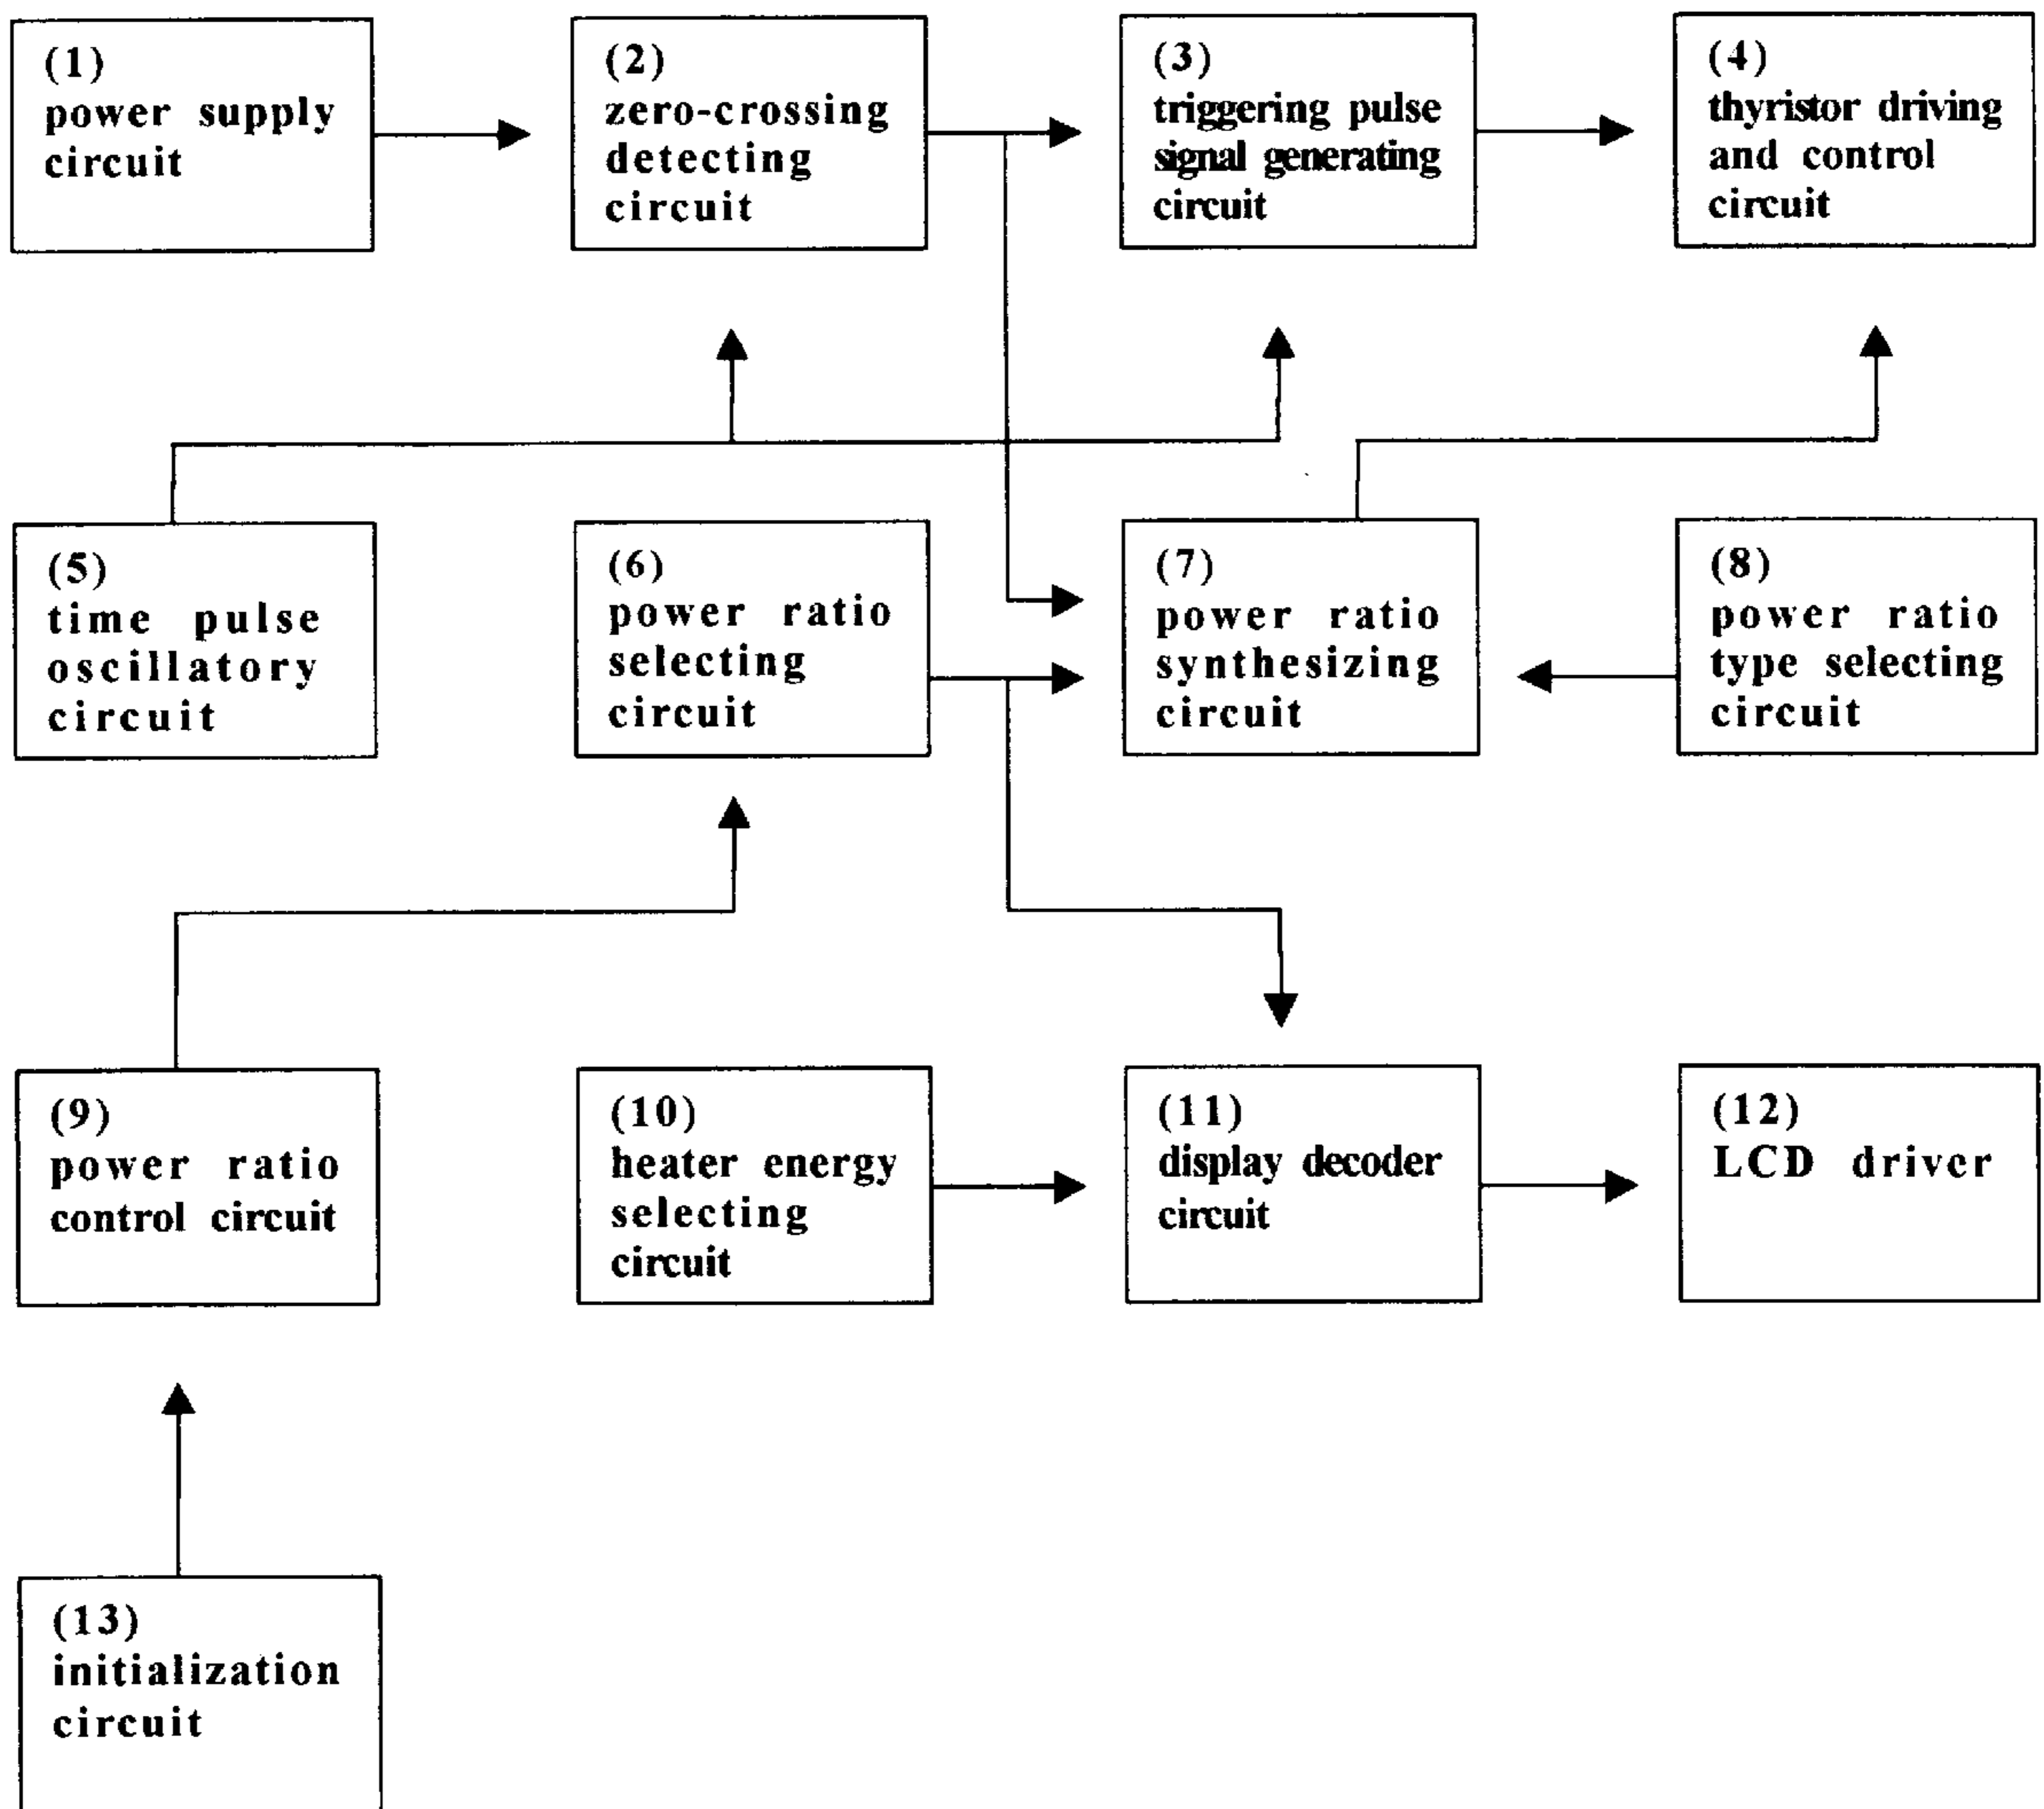 (1)
power supply
circuit
(2)
zero-crossing
detecting
circuit
(3)
triggering pulse
signal generating
circuit
(4)
thyristor driving
and control
circuit
(5)
time pulse
oscillatory
circuit
(6)
power ratio
selecting
circuit
(7)
power ratio
synthesizing
circuit
(8)
power ratio
type selecting
circuit
(9)
power ratio
control circuit
(10)
heater energy
selecting
circuit
(11)
display decoder
circuit
(12)
LCD driver
(13)
initialization
circuit